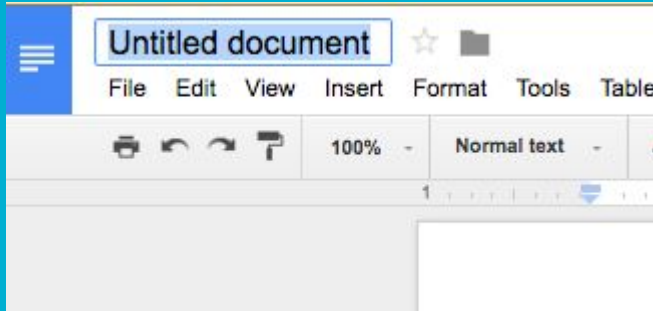 Untitled document
File Edit View Insert Format Tools Table
100% Normal text
1